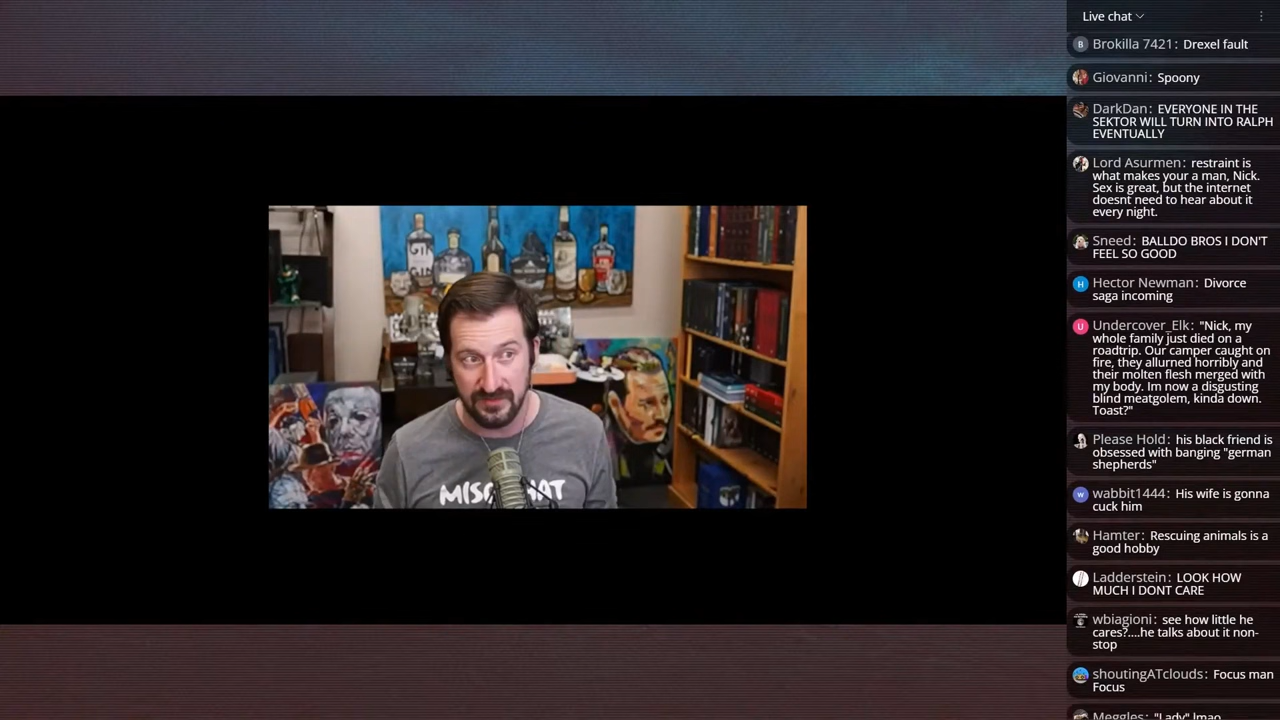 Live chat
B Brokilla 7421: Drexel fault
Giovanni: Spoony
DarkDan: EVERYONE IN THE
SEKTOR WILL TURN INTO RALPH
EVENTUALLY
Lord Asurmen: restraint is
what makes your a man, Nick.
Sex is great, but the internet
doesnt need to hear about it
every night.
Sneed: BALLDO BROS I DON'T
FEEL SO GOOD
H Hector Newman: Divorce
saga incoming
U Undercover_Elk: "Nick, my
whole family just died on a
roadtrip. Our camper caught on
fire, they allurned horribly and
their molten flesh merged with
my body. Im now a disgusting
blind meatgolem, kinda down.
Toast?"
Please Hold: his black friend is
obsessed with banging "german
shepherds"
w wabbit1444: His wife is gonna
cuck him
Hamter: Rescuing animals is a
good hobby
Ladderstein: LOOK HOW
MUCH I DONT CARE
wbiagioni: see how little he
cares?....he talks about it non-
stop
shoutingATclouds: Focus man
Focus
Meggles: "Lady" lmao
GIN
GIN